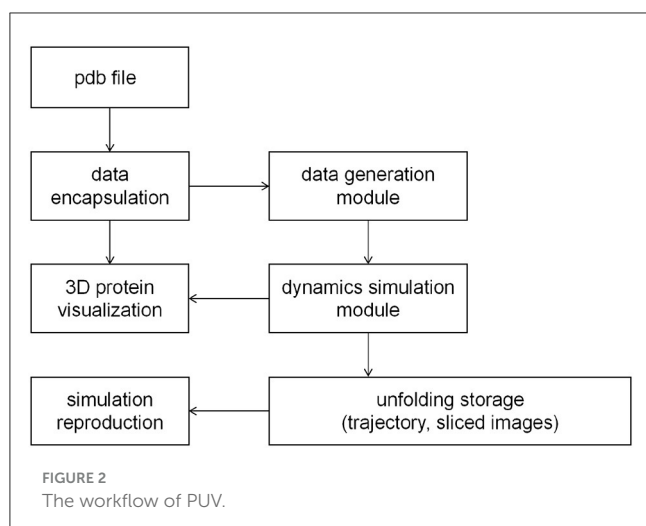 pdb file
data
encapsulation
data generation
module
3D protein
visualization
dynamics simulation
module
simulation
reproduction
unfolding storage
(trajectory, sliced images)
FIGURE 2
The workflow of PUV.